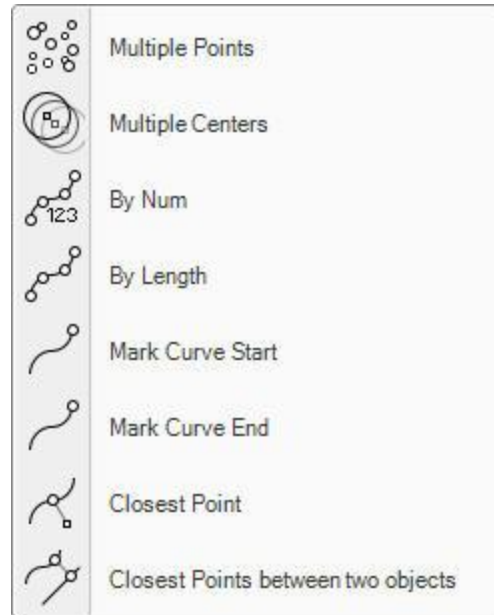 Multiple Points
Multiple Centers
123
By Num
By Length
Mark Curve Start
Mark Curve End
Closest Point
Closest Points between two objects